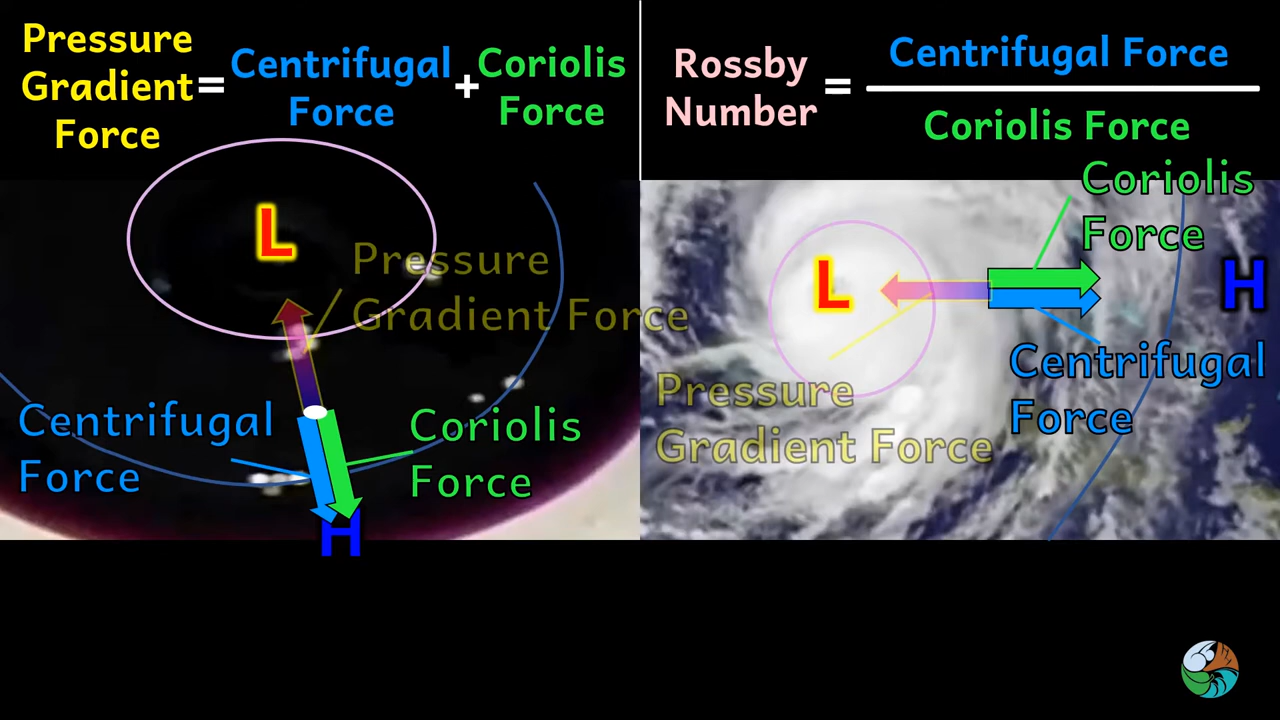 Pressure
Gradient
Force
=
Centrifugal
Force
+
Coriolis
Force
Rossby
Number
=
Centrifugal Force
Coriolis Force
L
Pressure
Gradient Force
Centrifugal
Force
Coriolis
Force
H
Coriolis
Force
L
H
Centrifugal
Force
Pressure
Gradient Force